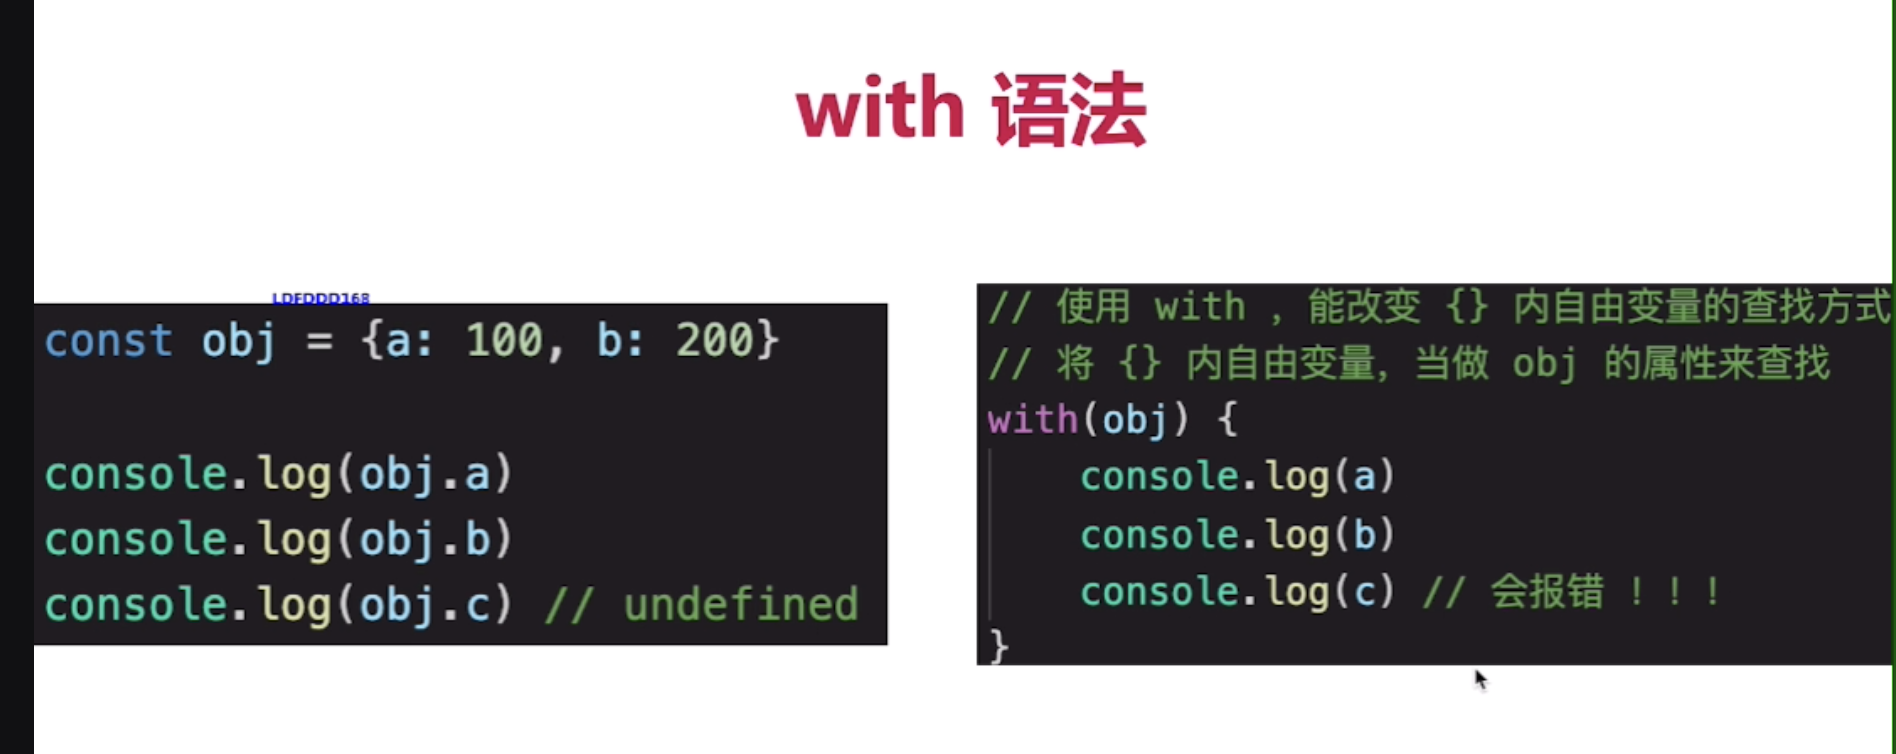 with 语法
LDFDDD168
const obj = {a: 100, b: 200}
console.log(obj.a)
console.log(obj.b)
console.log(obj.c) // undefined
// 使用 with ，能改变 {} 内自由变量的查找方式
// 将 {} 内自由变量，当做 obj 的属性来查找
with(obj) {
console.log(a)
console.log(b)
console.log(c) // 会报错 ！！！
}